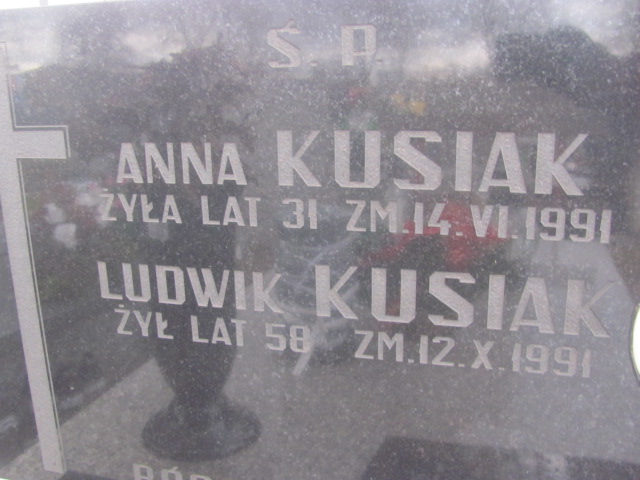 Ś. P.
ANNA KUSIAK
ŻYŁA LAT 31 ZM.14.VI.1991
LUDWIK KUSIAK
ŻYŁ LAT 58 ZM.12.X.1991